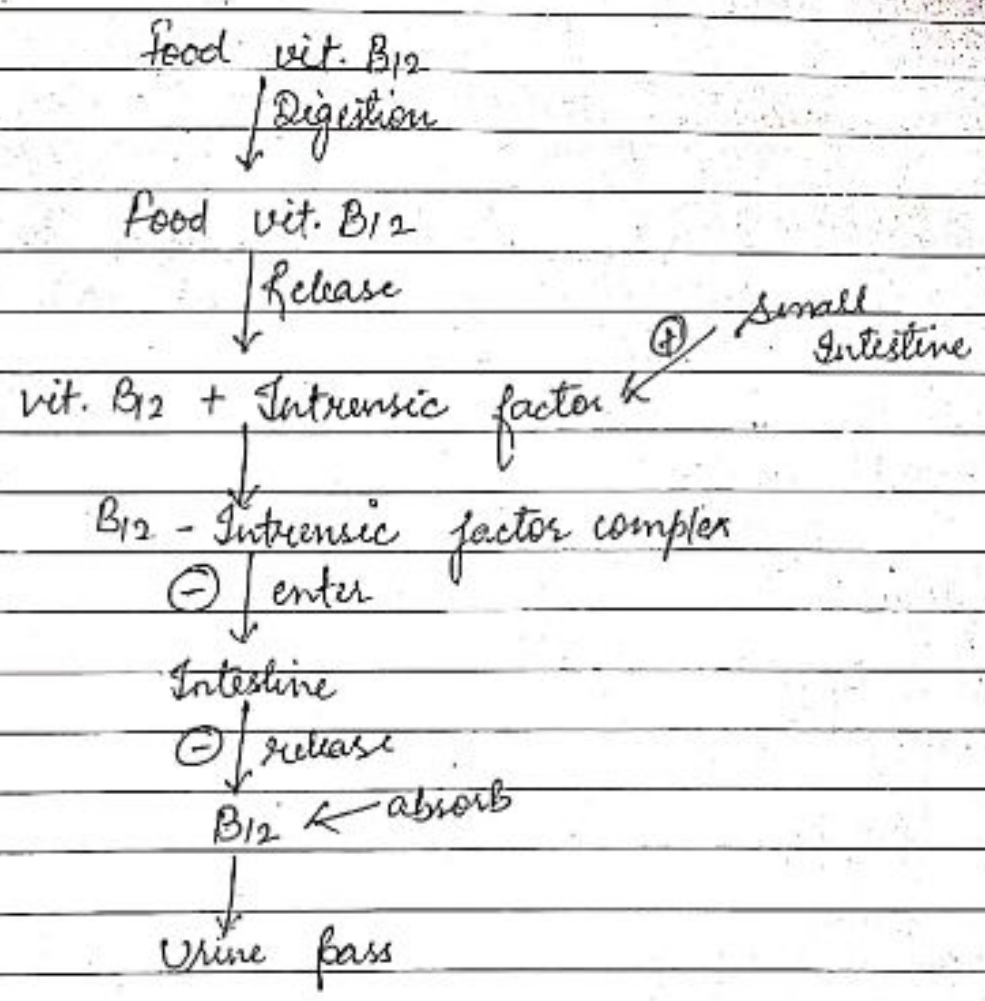 food vit. B12
Digestion
food vit. B12
Release
small
Intestine
+
vit. B12 + Intrensic factor
B12 - Intrensic factor complex
- enter
Intestine
- release
B12 ← absorb
Urine pass